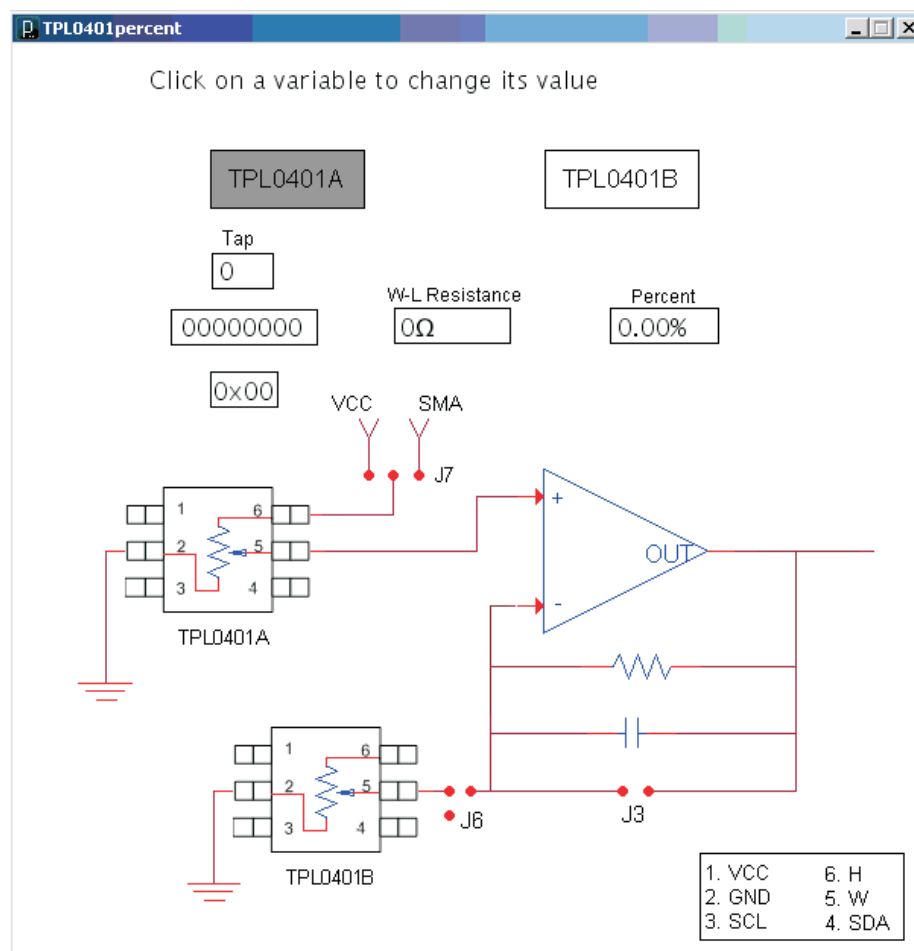 TPL0401percent
Click on a variable to change its value
TPL0401A
TPL0401B
Tap
0
W-L Resistance
Percent
00000000
0Ω
0.00%
0x00
VCC
SMA
J7
1
6
2
5
3
4
TPL0401A
+
OUT
-
1
6
2
5
3
4
TPL0401B
J6
J3
1. VCC 6. H
2. GND 5. W
3. SCL 4. SDA